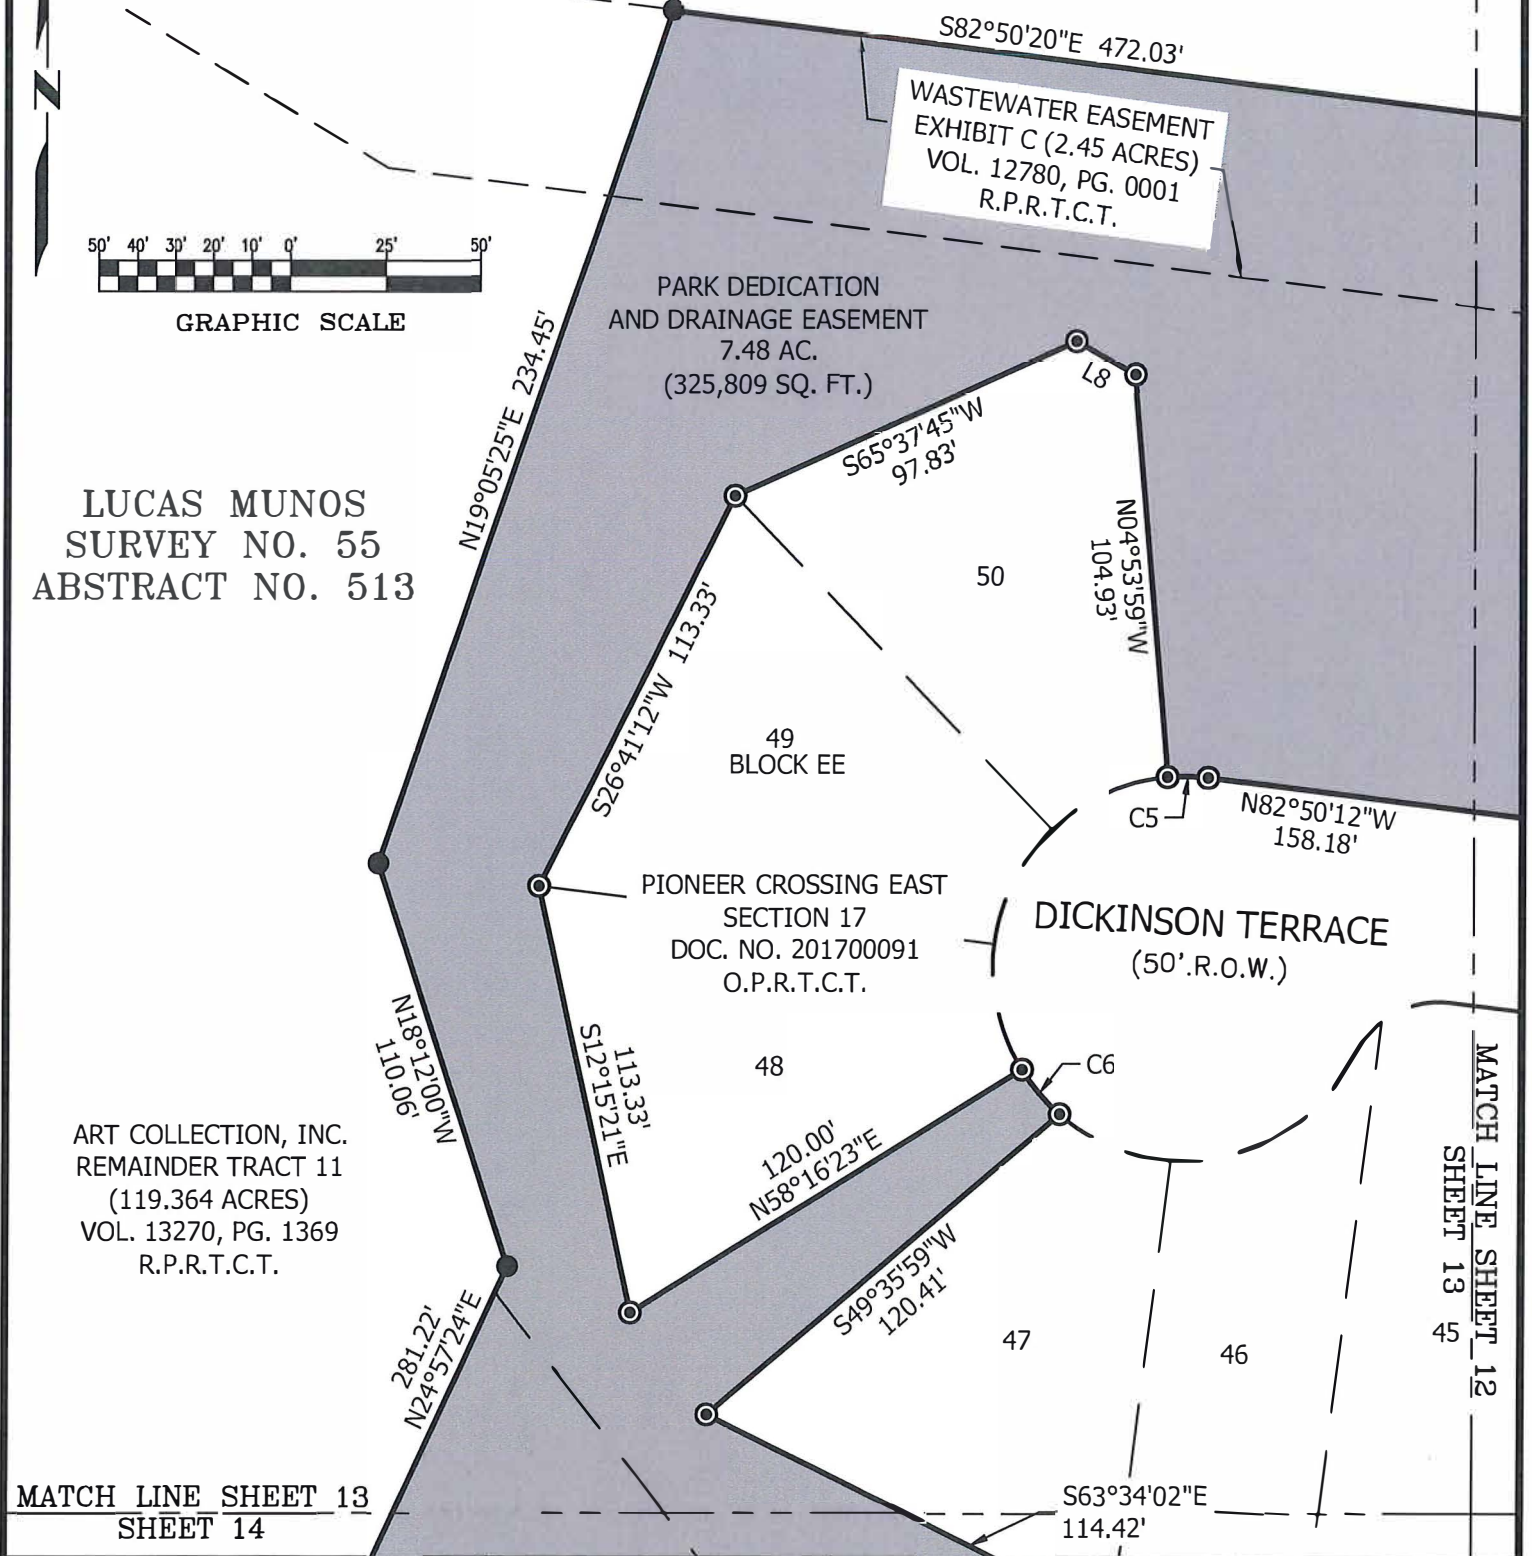 S82°50'20"E 472.03'
WASTEWATER EASEMENT
EXHIBIT C (2.45 ACRES)
VOL. 12780, PG. 0001
R.P.R.T.C.T.
N
50' 40' 30' 20' 10' 0' 25' 50'
GRAPHIC SCALE
PARK DEDICATION
AND DRAINAGE EASEMENT
7.48 AC.
(325,809 SQ. FT.)
N19°05'25"E 234.45'
L8
S65°37'45"W
97.83'
LUCAS MUNOS
SURVEY NO. 55
ABSTRACT NO. 513
N04°53'59"W
104.93'
50
S26°41'12"W 113.33'
49
BLOCK EE
C5
N82°50'12"W
158.18'
PIONEER CROSSING EAST
SECTION 17
DOC. NO. 201700091
O.P.R.T.C.T.
DICKINSON TERRACE
(50'.R.O.W.)
N18°12'00"W
110.06'
113.33'
S12°15'21"E
48
C6
120.00'
N58°16'23"E
ART COLLECTION, INC.
REMAINDER TRACT 11
(119.364 ACRES)
VOL. 13270, PG. 1369
R.P.R.T.C.T.
S49°35'59"W
120.41'
281.22'
N24°57'24"E
47
46
45
MATCH LINE SHEET 12
SHEET 13
MATCH LINE SHEET 13
SHEET 14
S63°34'02"E
114.42'